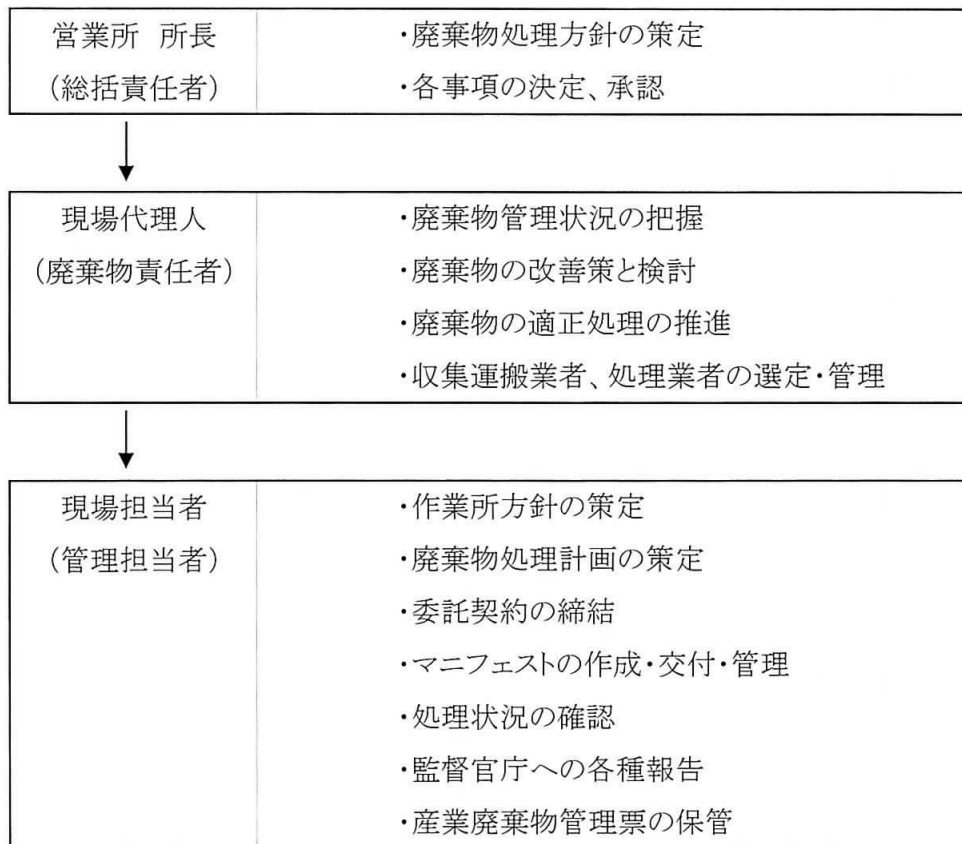 営業所 所長
(総括責任者)
・廃棄物処理方針の策定
・各事項の決定、承認
現場代理人
(廃棄物責任者)
・廃棄物管理状況の把握
・廃棄物の改善策と検討
・廃棄物の適正処理の推進
・収集運搬業者、処理業者の選定・管理
現場担当者
(管理担当者)
・作業所方針の策定
・廃棄物処理計画の策定
・委託契約の締結
・マニフェストの作成・交付・管理
・処理状況の確認
・監督官庁への各種報告
・産業廃棄物管理票の保管